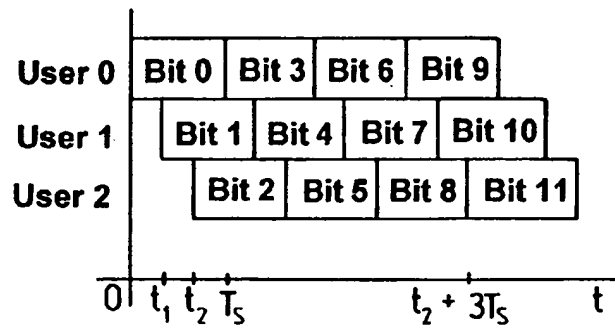 User 0 Bit 0 Bit 3 Bit 6 Bit 9
User 1 Bit 1 Bit 4 Bit 7 Bit 10
User 2 Bit 2 Bit 5 Bit 8 Bit 11
0 t₁ t₂ Tₛ t₂ + 3Tₛ t